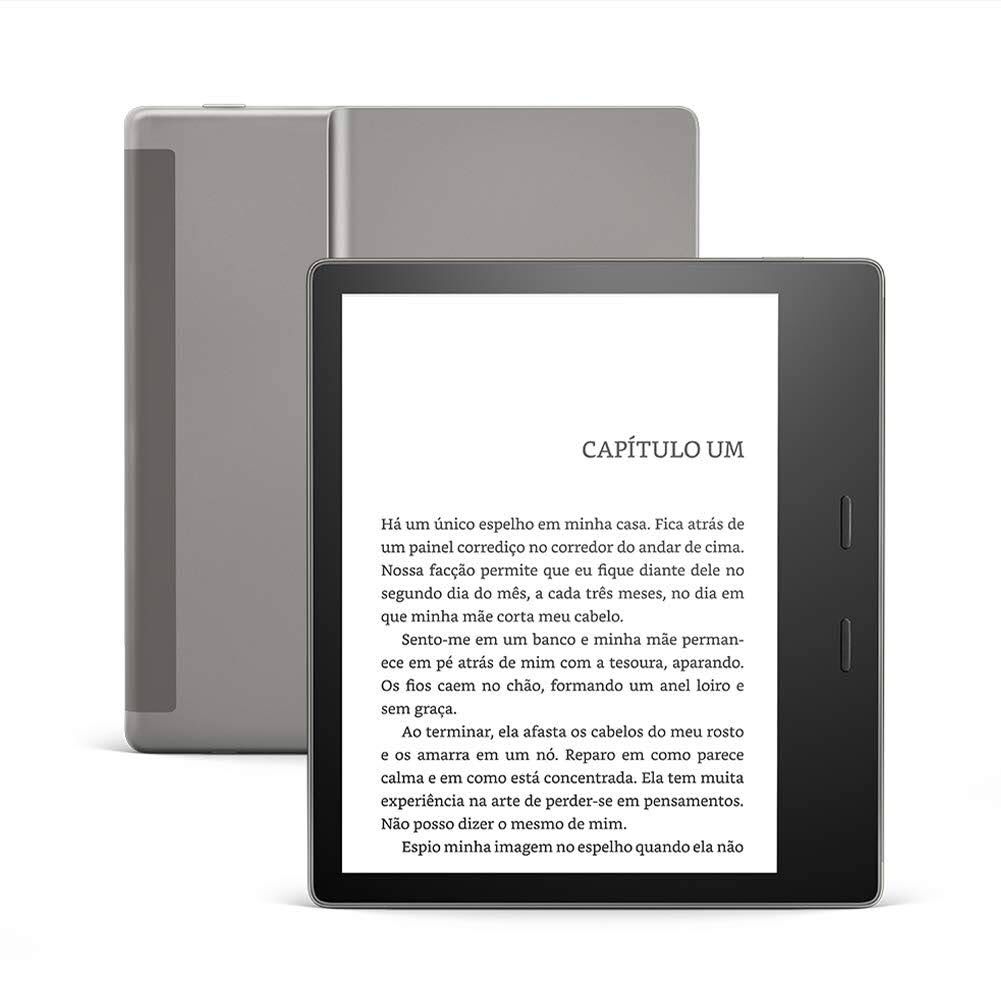 CAPÍTULO UM
Há um único espelho em minha casa. Fica atrás de
um painel corrediço no corredor do andar de cima.
Nossa facção permite que eu fique diante dele no
segundo dia do mês, a cada três meses, no dia em
que minha mãe corta meu cabelo.
Sento-me em um banco e minha mãe perman-
ece em pé atrás de mim com a tesoura, aparando.
Os fios caem no chão, formando um anel loiro e
sem graça.
Ao terminar, ela afasta os cabelos do meu rosto
e os amarra em um nó. Reparo em como parece
calma e em como está concentrada. Ela tem muita
experiência na arte de perder-se em pensamentos.
Não posso dizer o mesmo de mim.
Espio minha imagem no espelho quando ela não